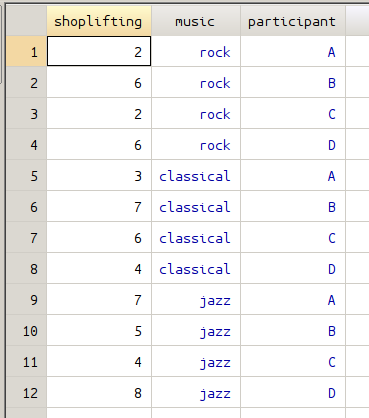 shoplifting music participant
1 2 rock A
2 6 rock B
3 2 rock C
4 6 rock D
5 3 classical A
6 7 classical B
7 6 classical C
8 4 classical D
9 7 jazz A
10 5 jazz B
11 4 jazz C
12 8 jazz D